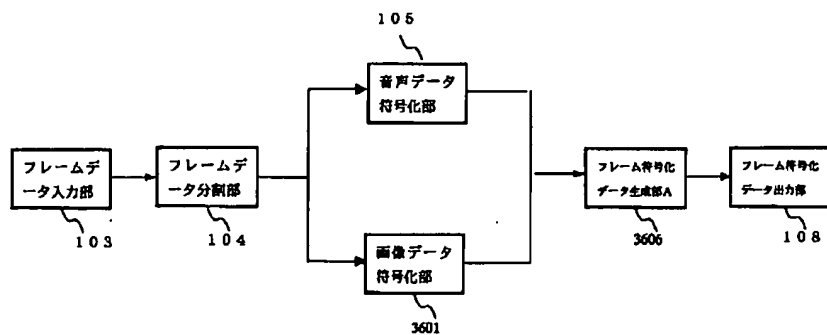 105
音声データ
符号化部
フレームデ
ータ入力部
103
フレームデ
ータ分割部
104
フレーム符号化
データ生成部A
3606
フレーム符号化
データ出力部
108
画像データ
符号化部
3601